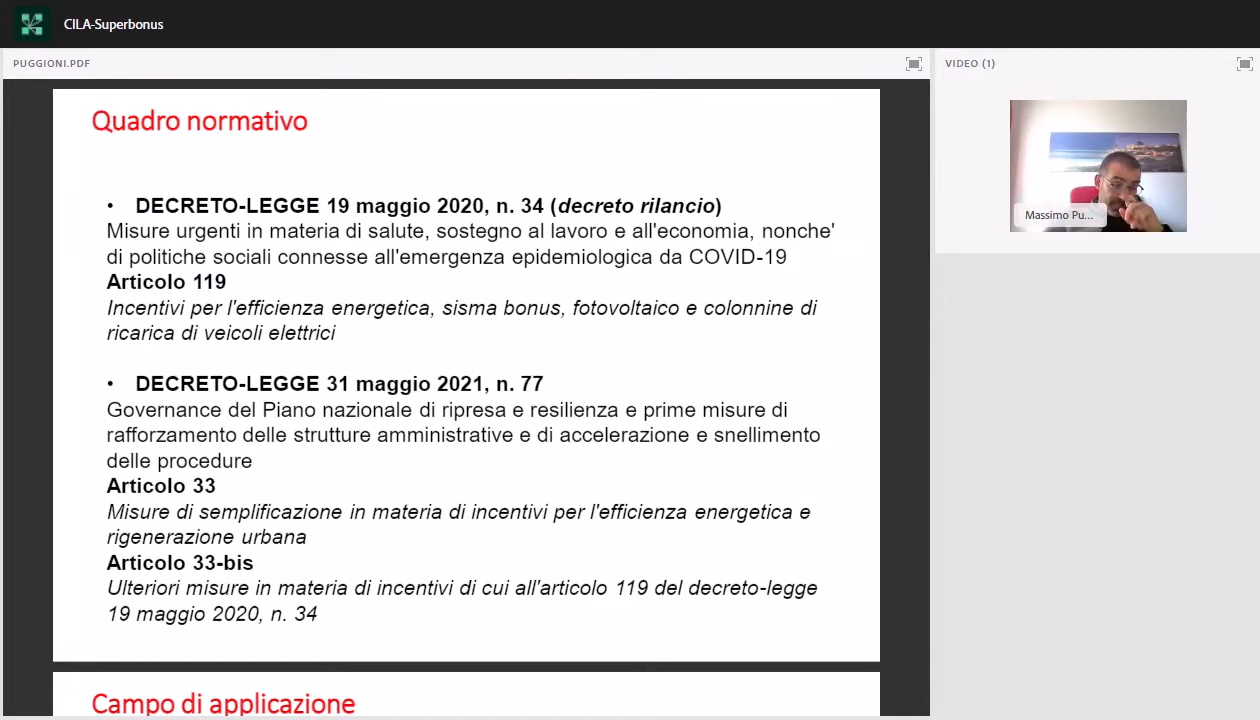 CILA-Superbonus
PUGGIONI.PDF
VIDEO (1)
Quadro normativo
• DECRETO-LEGGE 19 maggio 2020, n. 34 (decreto rilancio)
Misure urgenti in materia di salute, sostegno al lavoro e all'economia, nonche'
di politiche sociali connesse all'emergenza epidemiologica da COVID-19
Articolo 119
Incentivi per l'efficienza energetica, sisma bonus, fotovoltaico e colonnine di
ricarica di veicoli elettrici
• DECRETO-LEGGE 31 maggio 2021, n. 77
Governance del Piano nazionale di ripresa e resilienza e prime misure di
rafforzamento delle strutture amministrative e di accelerazione e snellimento
delle procedure
Articolo 33
Misure di semplificazione in materia di incentivi per l'efficienza energetica e
rigenerazione urbana
Articolo 33-bis
Ulteriori misure in materia di incentivi di cui all'articolo 119 del decreto-legge
19 maggio 2020, n. 34
Campo di applicazione
Massimo Pu...